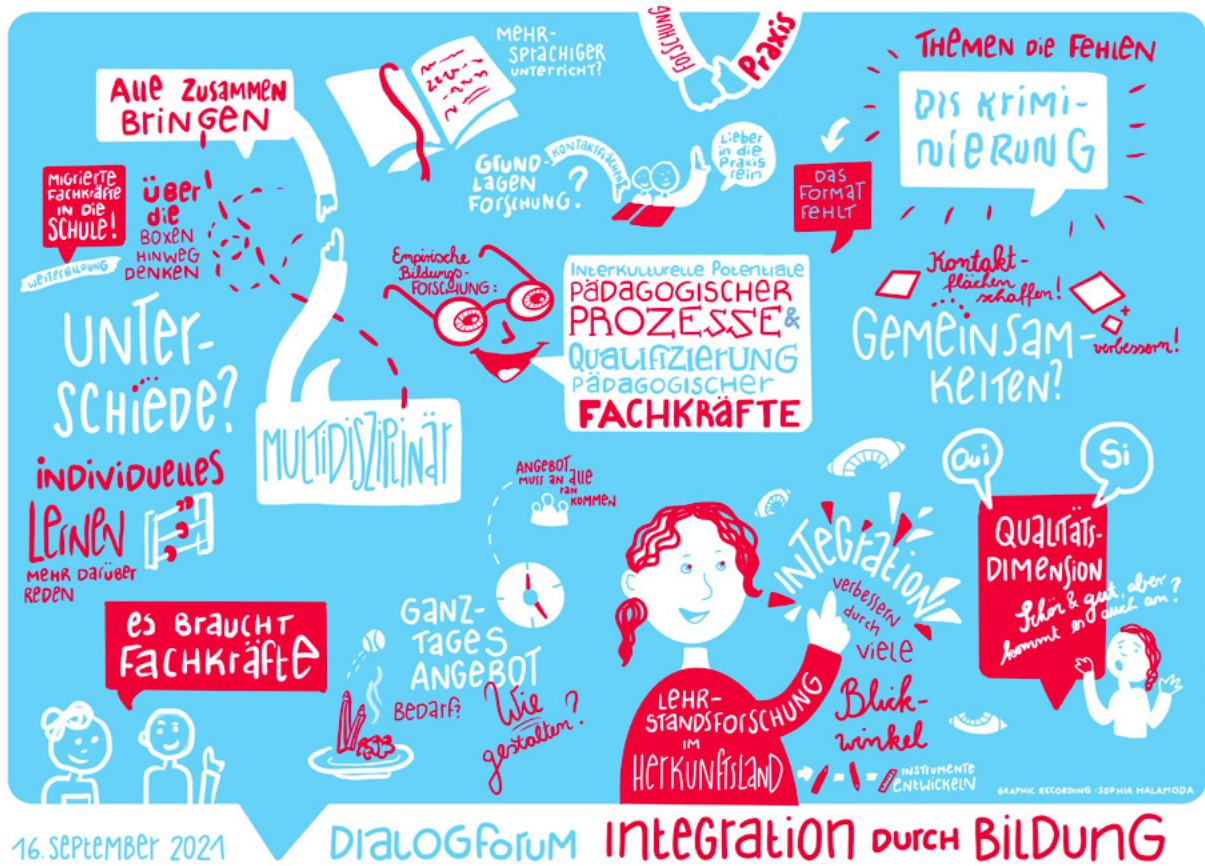 MEHR-
SPRACHIGER
UNTERRICHT?
FORSCHUNG
Praxis
THEMEN DIE FEHLEN
DISKRIMI-
NIERUNG
DAS
FORMAT
FEHLT
ALLE ZUSAMMEN
BRINGEN
MIGRIERTE
FACHKRÄFTE
IN DIE
SCHULE!
WEITERBILDUNG
ÜBER
die
BOXEN
HINWEG
DENKEN
GRUND-
LAGEN
FORSCHUNG?
KONTAKTFLÄCHEN
Lieber
in die
Praxis
rein
Empirische
Bildungs-
FORSCHUNG:
INTERKULTURELLE POTENTIALE
PÄDAGOGISCHER
PROZESSE &
QUALIFIZIERUNG
PÄDAGOGISCHER
FACHKRÄFTE
Kontakt-
flächen
schaffen!
verbessern!
GEMEINSAM-
KEITEN?
UNTER-
SCHIEDE?
MULTIDISZIPLINÄR
INDIVIDUELLES
LERNEN
MEHR DARÜBER
REDEN
ANGEBOT
MUSS AN alle
ran
KOMMEN
GANZ-
TAGES
ANGEBOT
BEDARF?
Wie
gestalten?
es BRAUCHT
FACHKRÄFTE
INTEGRATION!
verbessern
durch
viele
Blick-
winkel
LEHR-
STANDSFORSCHUNG
IM
HERKUNFTSLAND
INSTRUMENTE
ENTWICKELN
Oui
Si
QUALITÄTS-
DIMENSION
Schön & gut, aber
kommt er auch an?
GRAPHIC RECORDING: SOPHIA HALAMODA
16. SEPTEMBER 2021
DIALOGFORUM INTEGRATION DURCH BILDUNG